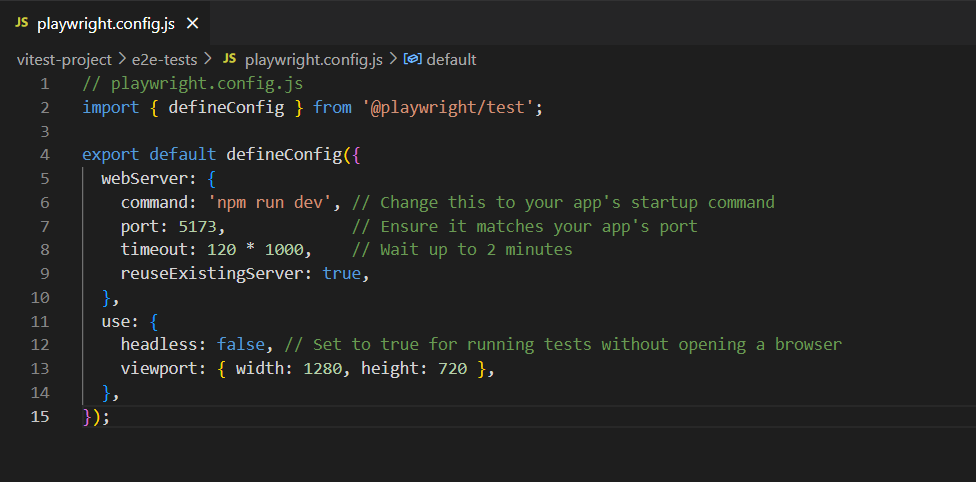 JS playwright.config.js ✕
vitest-project > e2e-tests > JS playwright.config.js > default
1 // playwright.config.js
2 import { defineConfig } from '@playwright/test';
3
4 export default defineConfig({
5   webServer: {
6     command: 'npm run dev', // Change this to your app's startup command
7     port: 5173,             // Ensure it matches your app's port
8     timeout: 120 * 1000,    // Wait up to 2 minutes
9     reuseExistingServer: true,
10   },
11   use: {
12     headless: false, // Set to true for running tests without opening a browser
13     viewport: { width: 1280, height: 720 },
14   },
15 });